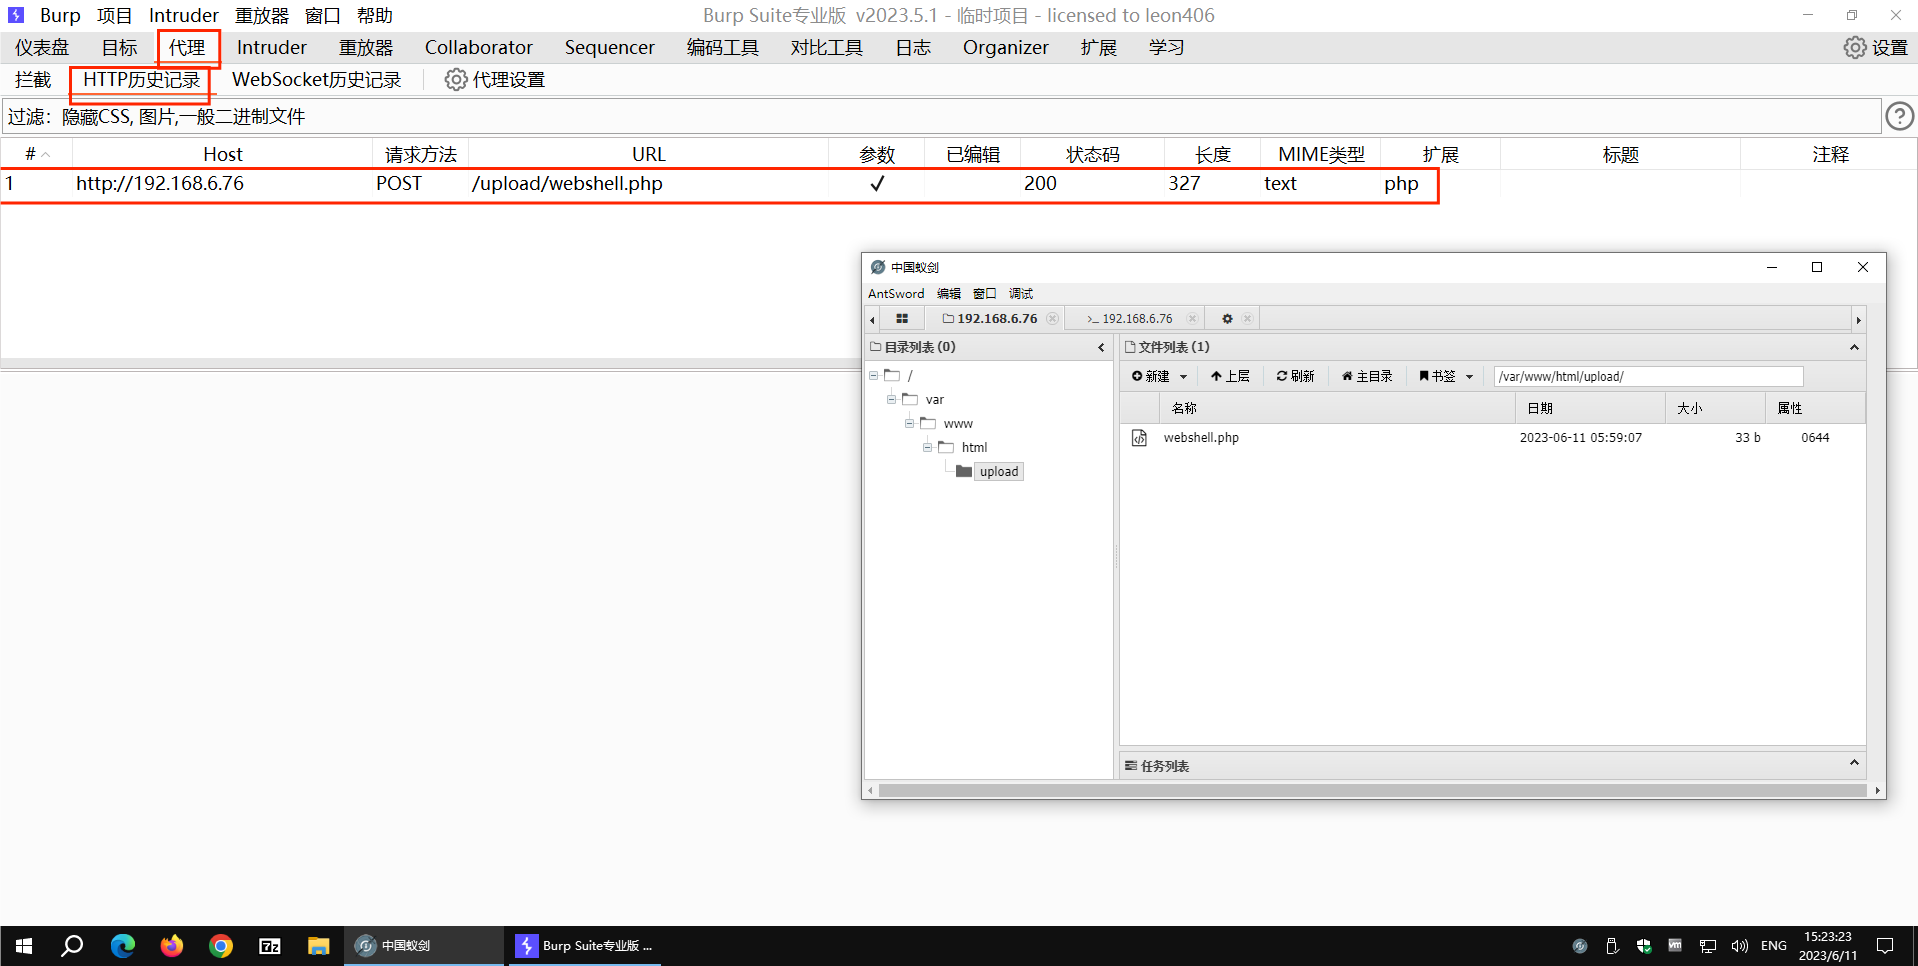 Burp 项目 Intruder 重放器 窗口 帮助 Burp Suite专业版 v2023.5.1 - 临时项目 - licensed to leon406
仪表盘 目标 代理 Intruder 重放器 Collaborator Sequencer 编码工具 对比工具 日志 Organizer 扩展 学习 设置
拦截 HTTP历史记录 WebSocket历史记录 代理设置
过滤：隐藏CSS, 图片,一般二进制文件
# Host 请求方法 URL 参数 已编辑 状态码 长度 MIME类型 扩展 标题 注释
1 http://192.168.6.76 POST /upload/webshell.php ✓ 200 327 text php
中国蚁剑
AntSword 编辑 窗口 调试
192.168.6.76 >_ 192.168.6.76
目录列表 (0)
/
var
www
html
upload
文件列表 (1)
新建 上层 刷新 主目录 书签 /var/www/html/upload/
名称 日期 大小 属性
webshell.php 2023-06-11 05:59:07 33 b 0644
任务列表
7z 中国蚁剑 Burp Suite专业版 ... vm ENG 15:23:23
2023/6/11